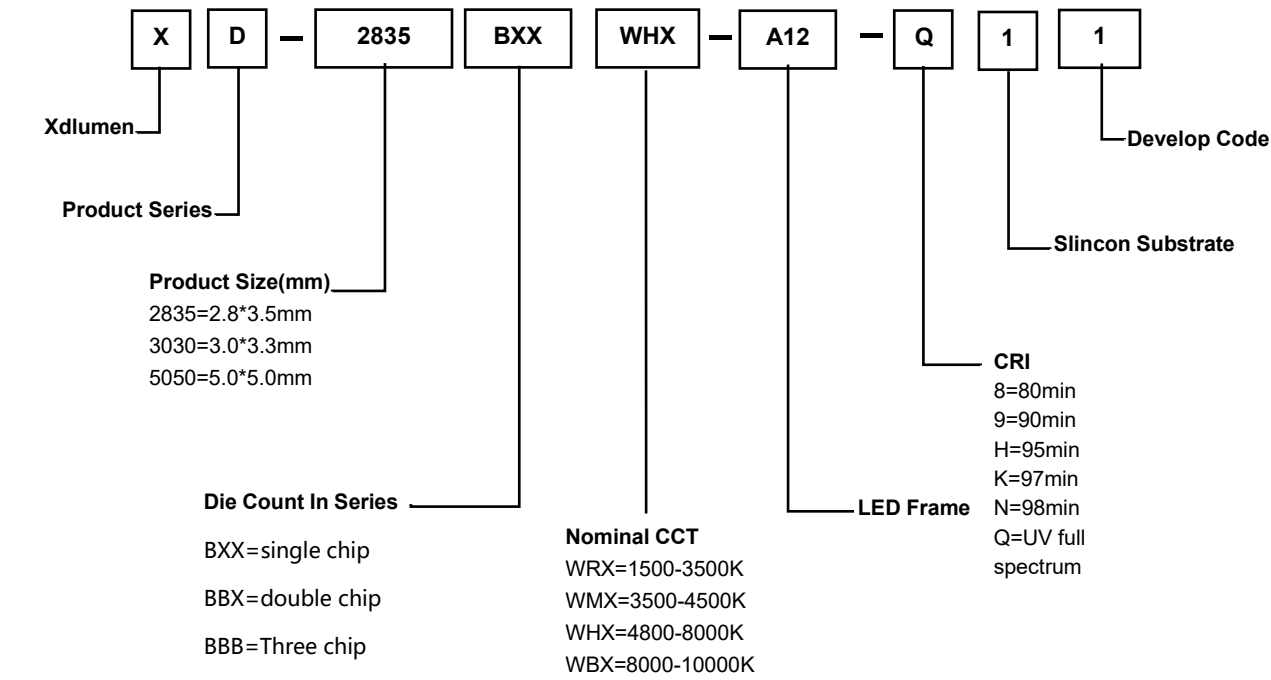 X D – 2835 BXX WHX – A12 – Q 1 1
Xdlumen
Develop Code
Product Series
Slincon Substrate
Product Size(mm)
2835=2.8*3.5mm
3030=3.0*3.3mm
5050=5.0*5.0mm
CRI
8=80min
9=90min
H=95min
K=97min
N=98min
Q=UV full
spectrum
Die Count In Series
BXX=single chip
BBX=double chip
BBB=Three chip
LED Frame
Nominal CCT
WRX=1500-3500K
WMX=3500-4500K
WHX=4800-8000K
WBX=8000-10000K